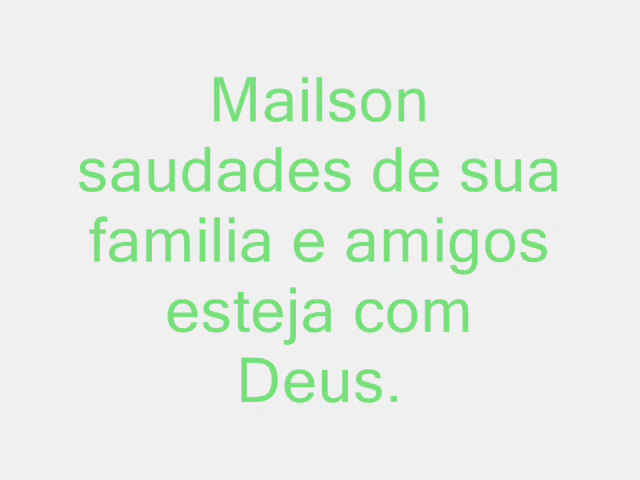 Mailson
saudades de sua
familia e amigos
esteja com
Deus.